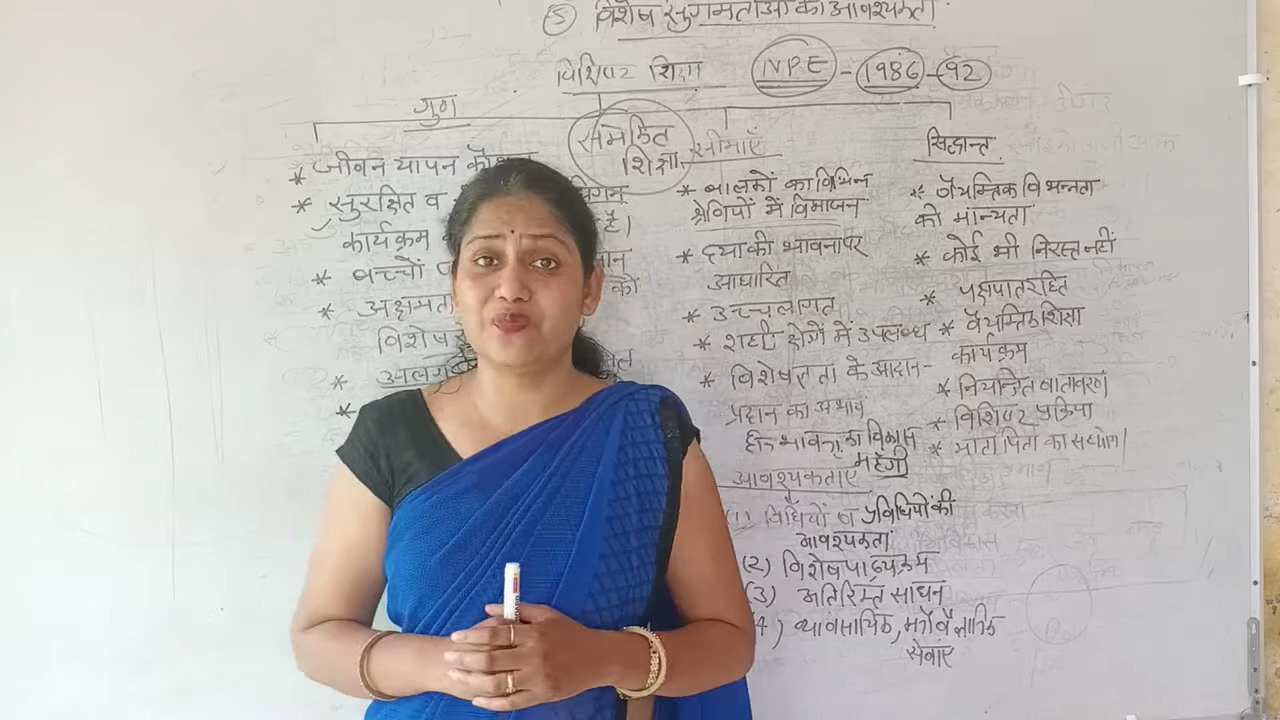 (5) विशेष सुगमताओं की आवश्यकता
विशिष्ट शिक्षा NPE - 1986 - 92
गुण
समेकित
शिक्षा
सीमाएँ
सिद्धान्त
* जीवन यापन
* सुरक्षित व
है।
कार्यक्रम
* बच्चों
* अक्षमता
को
विशेष
*
*
* बालकों का विभिन्न
श्रेणियों में विभाजन
* दया की भावना पर
आधारित
* उच्च लागत
* शहरी क्षेत्रों में उपलब्ध
* विशेषज्ञता के आदान-
प्रदान का अभाव
हीन भावना का विकास
महँगी
* वैयक्तिक विभन्नता
को मान्यता
* कोई भी निरस्त नहीं
* पक्षपात रहित
* वैयक्तिक शिक्षा
कार्यक्रम
* नियन्त्रित वातावरण
* विशिष्ट प्रक्रिया
* माता पिता का सहयोग।
आवश्यकताएँ
(1) विधियों व प्रविधियों की
आवश्यकता
(2) विशेष पाठ्यक्रम
(3) अतिरिक्त साधन
4) व्यावसायिक, मनोवैज्ञानिक
सेवाएं